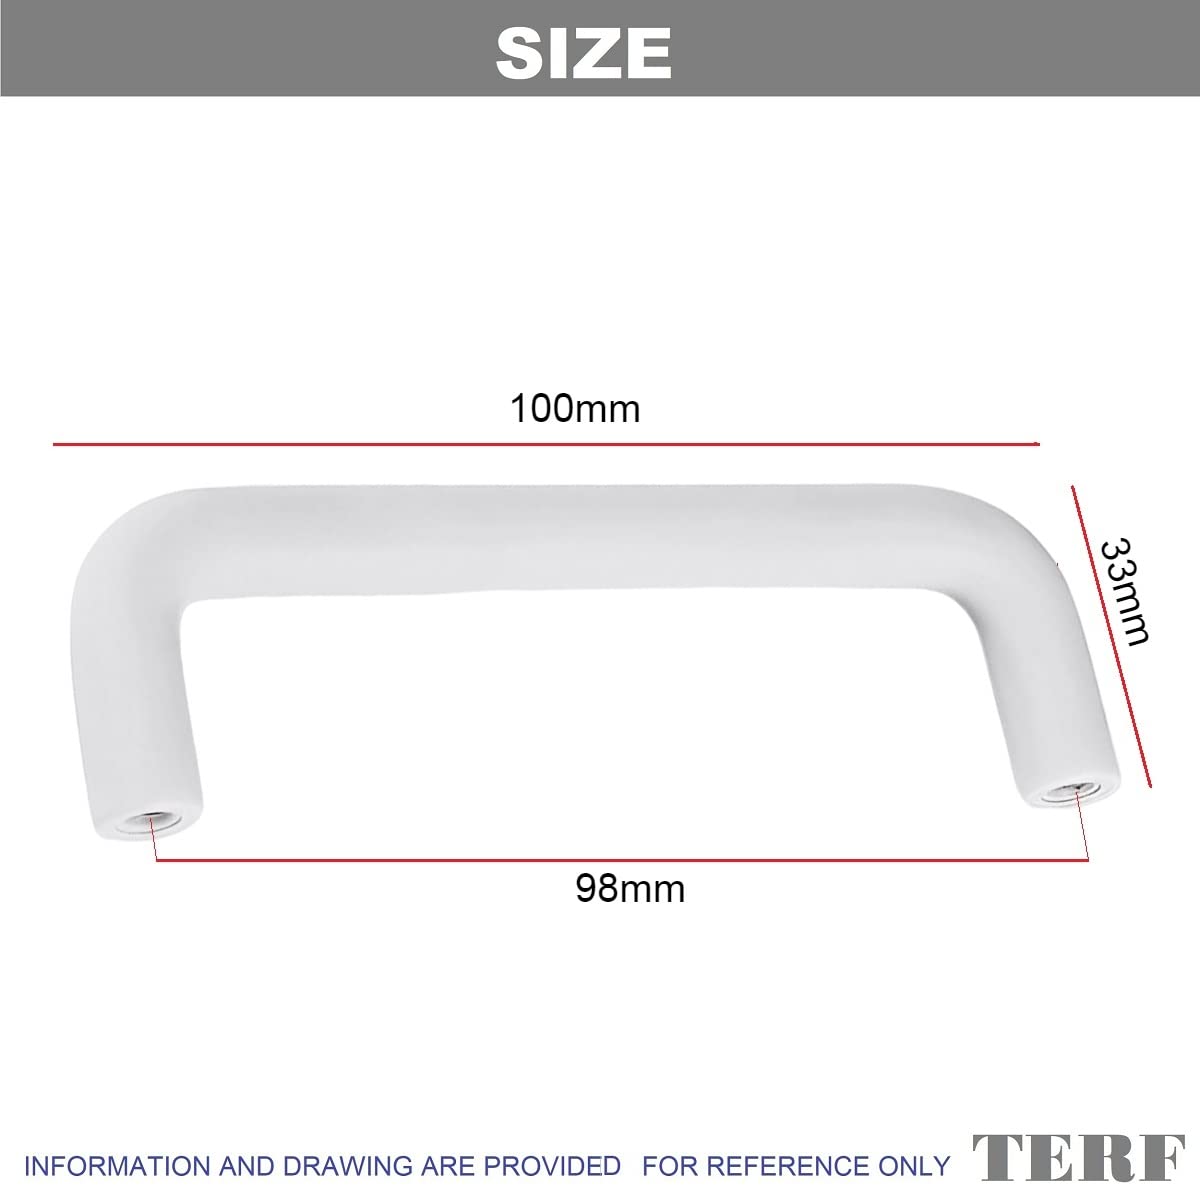 SIZE
100mm
33mm
98mm
INFORMATION AND DRAWING ARE PROVIDED FOR REFERENCE ONLY
TERF